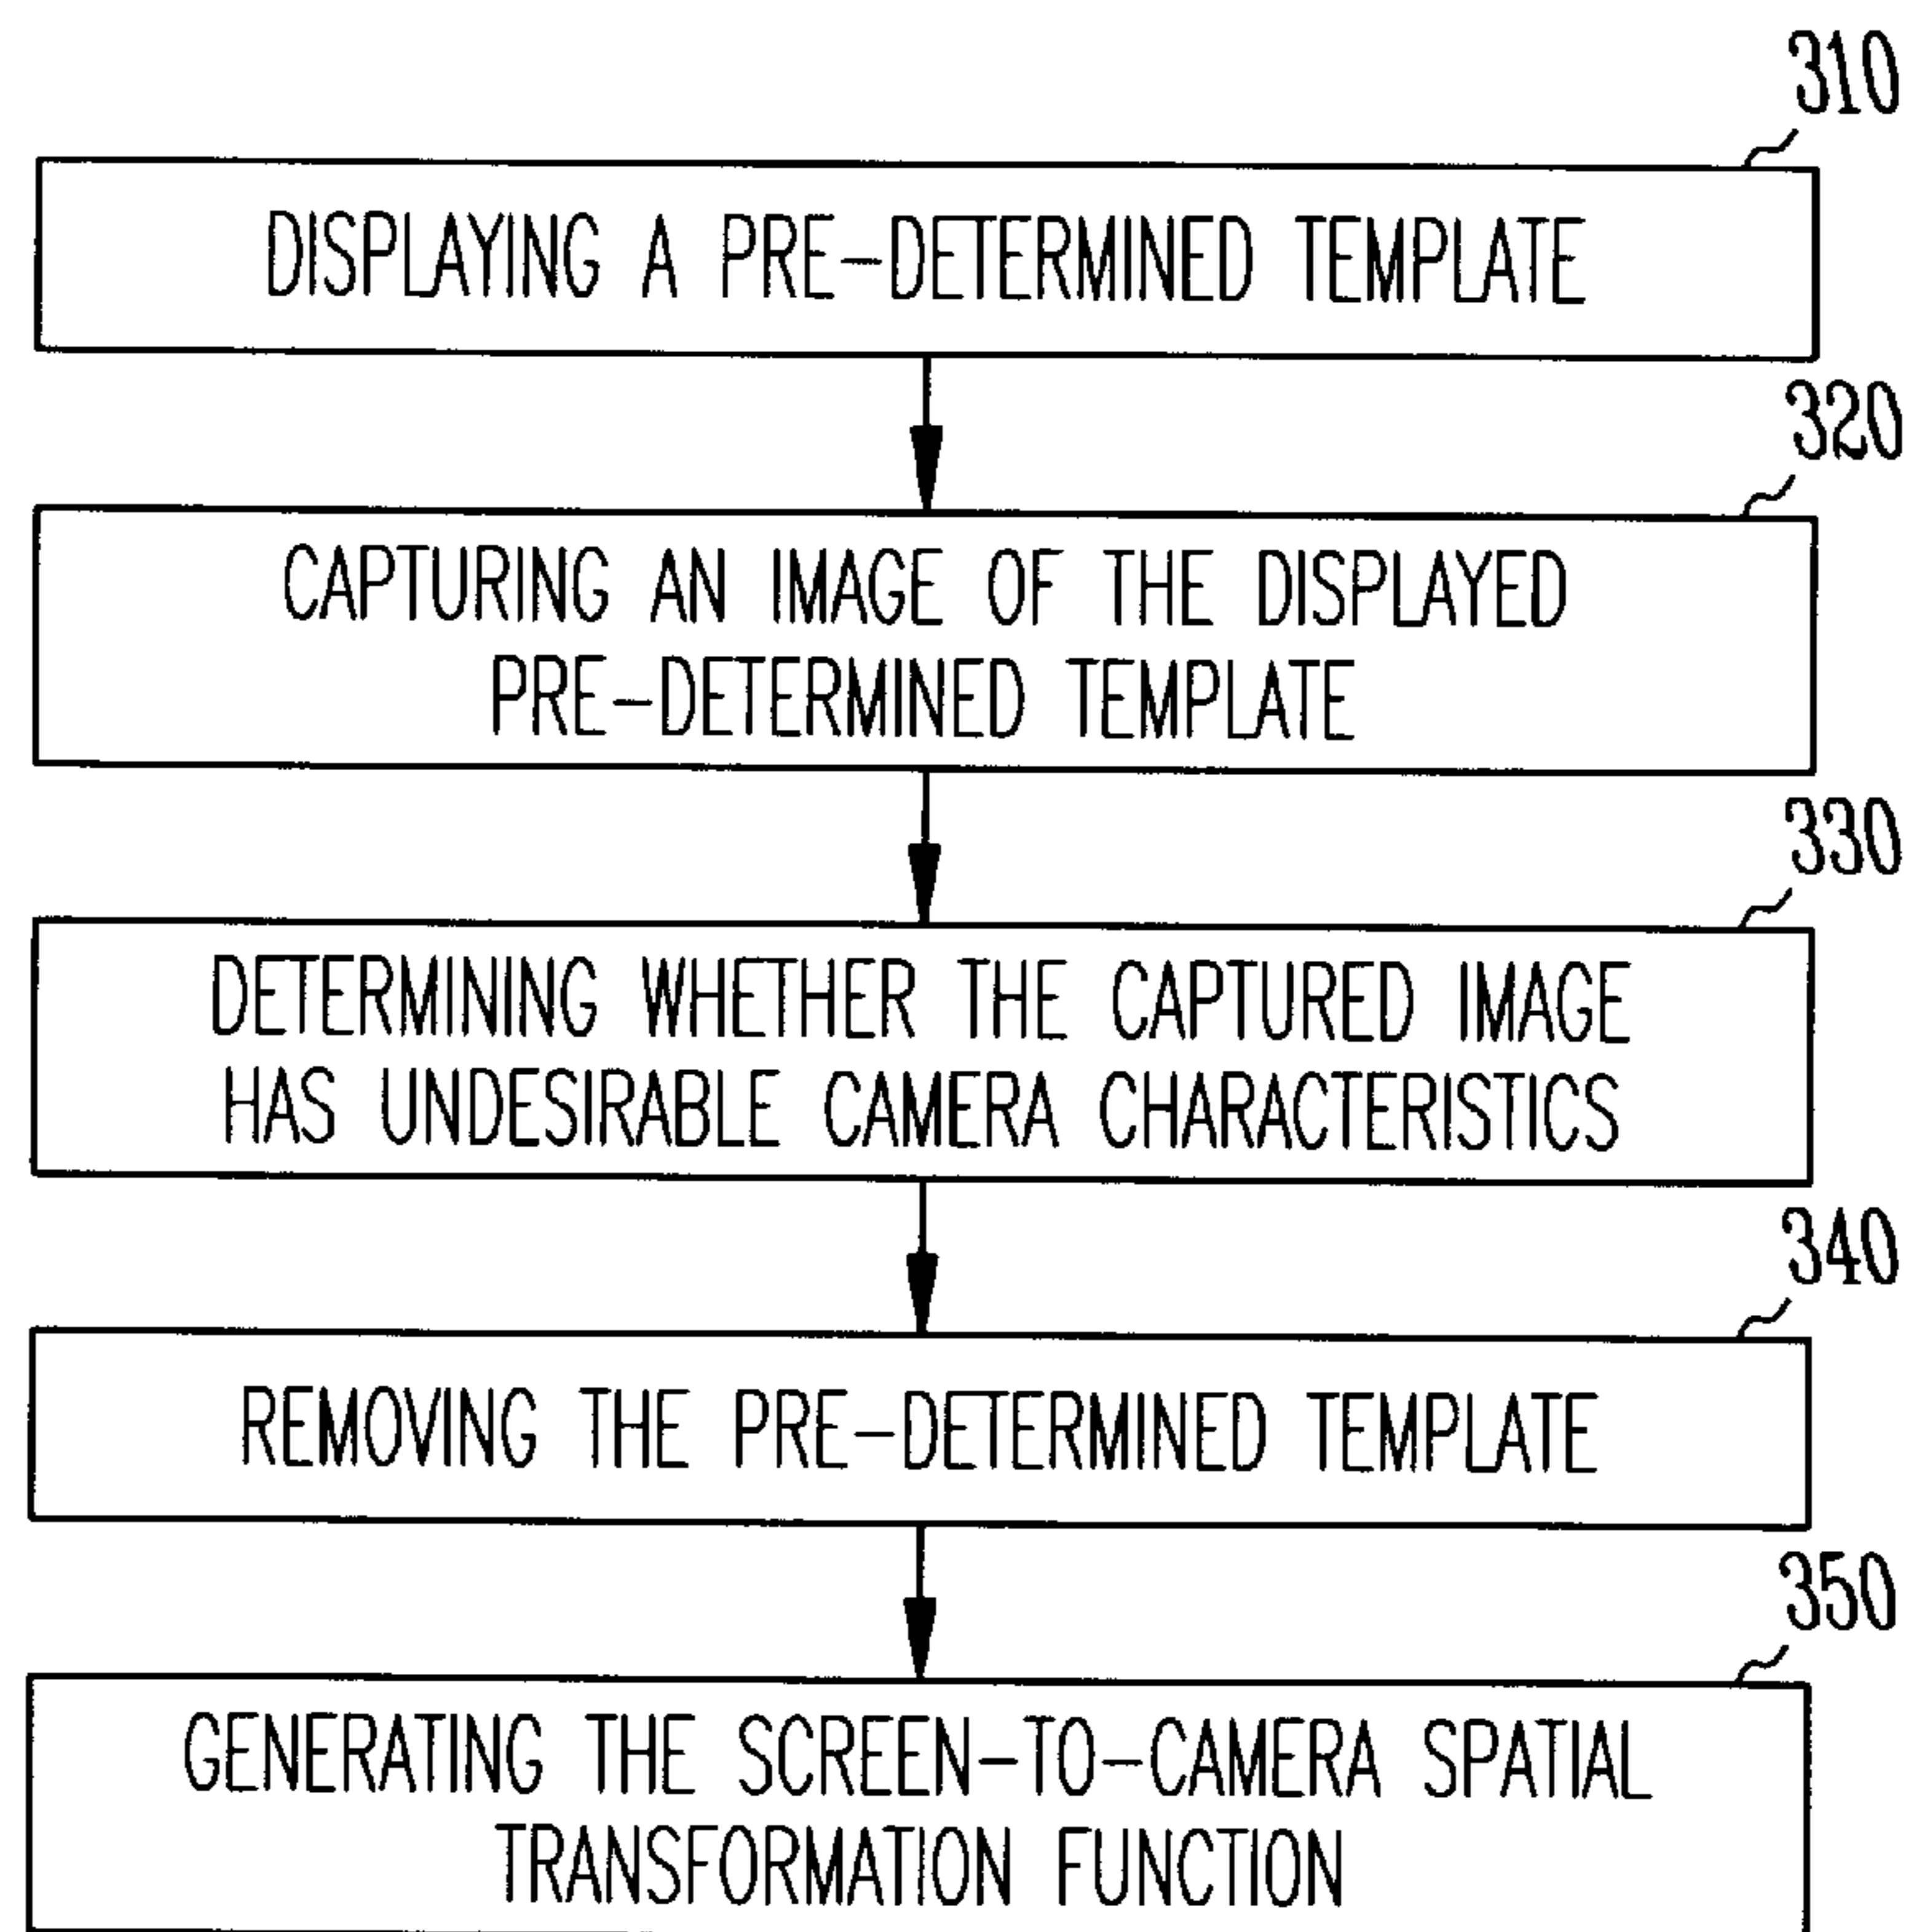 310
DISPLAYING A PRE-DETERMINED TEMPLATE
320
CAPTURING AN IMAGE OF THE DISPLAYED
PRE-DETERMINED TEMPLATE
330
DETERMINING WHETHER THE CAPTURED IMAGE
HAS UNDESIRABLE CAMERA CHARACTERISTICS
340
REMOVING THE PRE-DETERMINED TEMPLATE
350
GENERATING THE SCREEN-TO-CAMERA SPATIAL
TRANSFORMATION FUNCTION